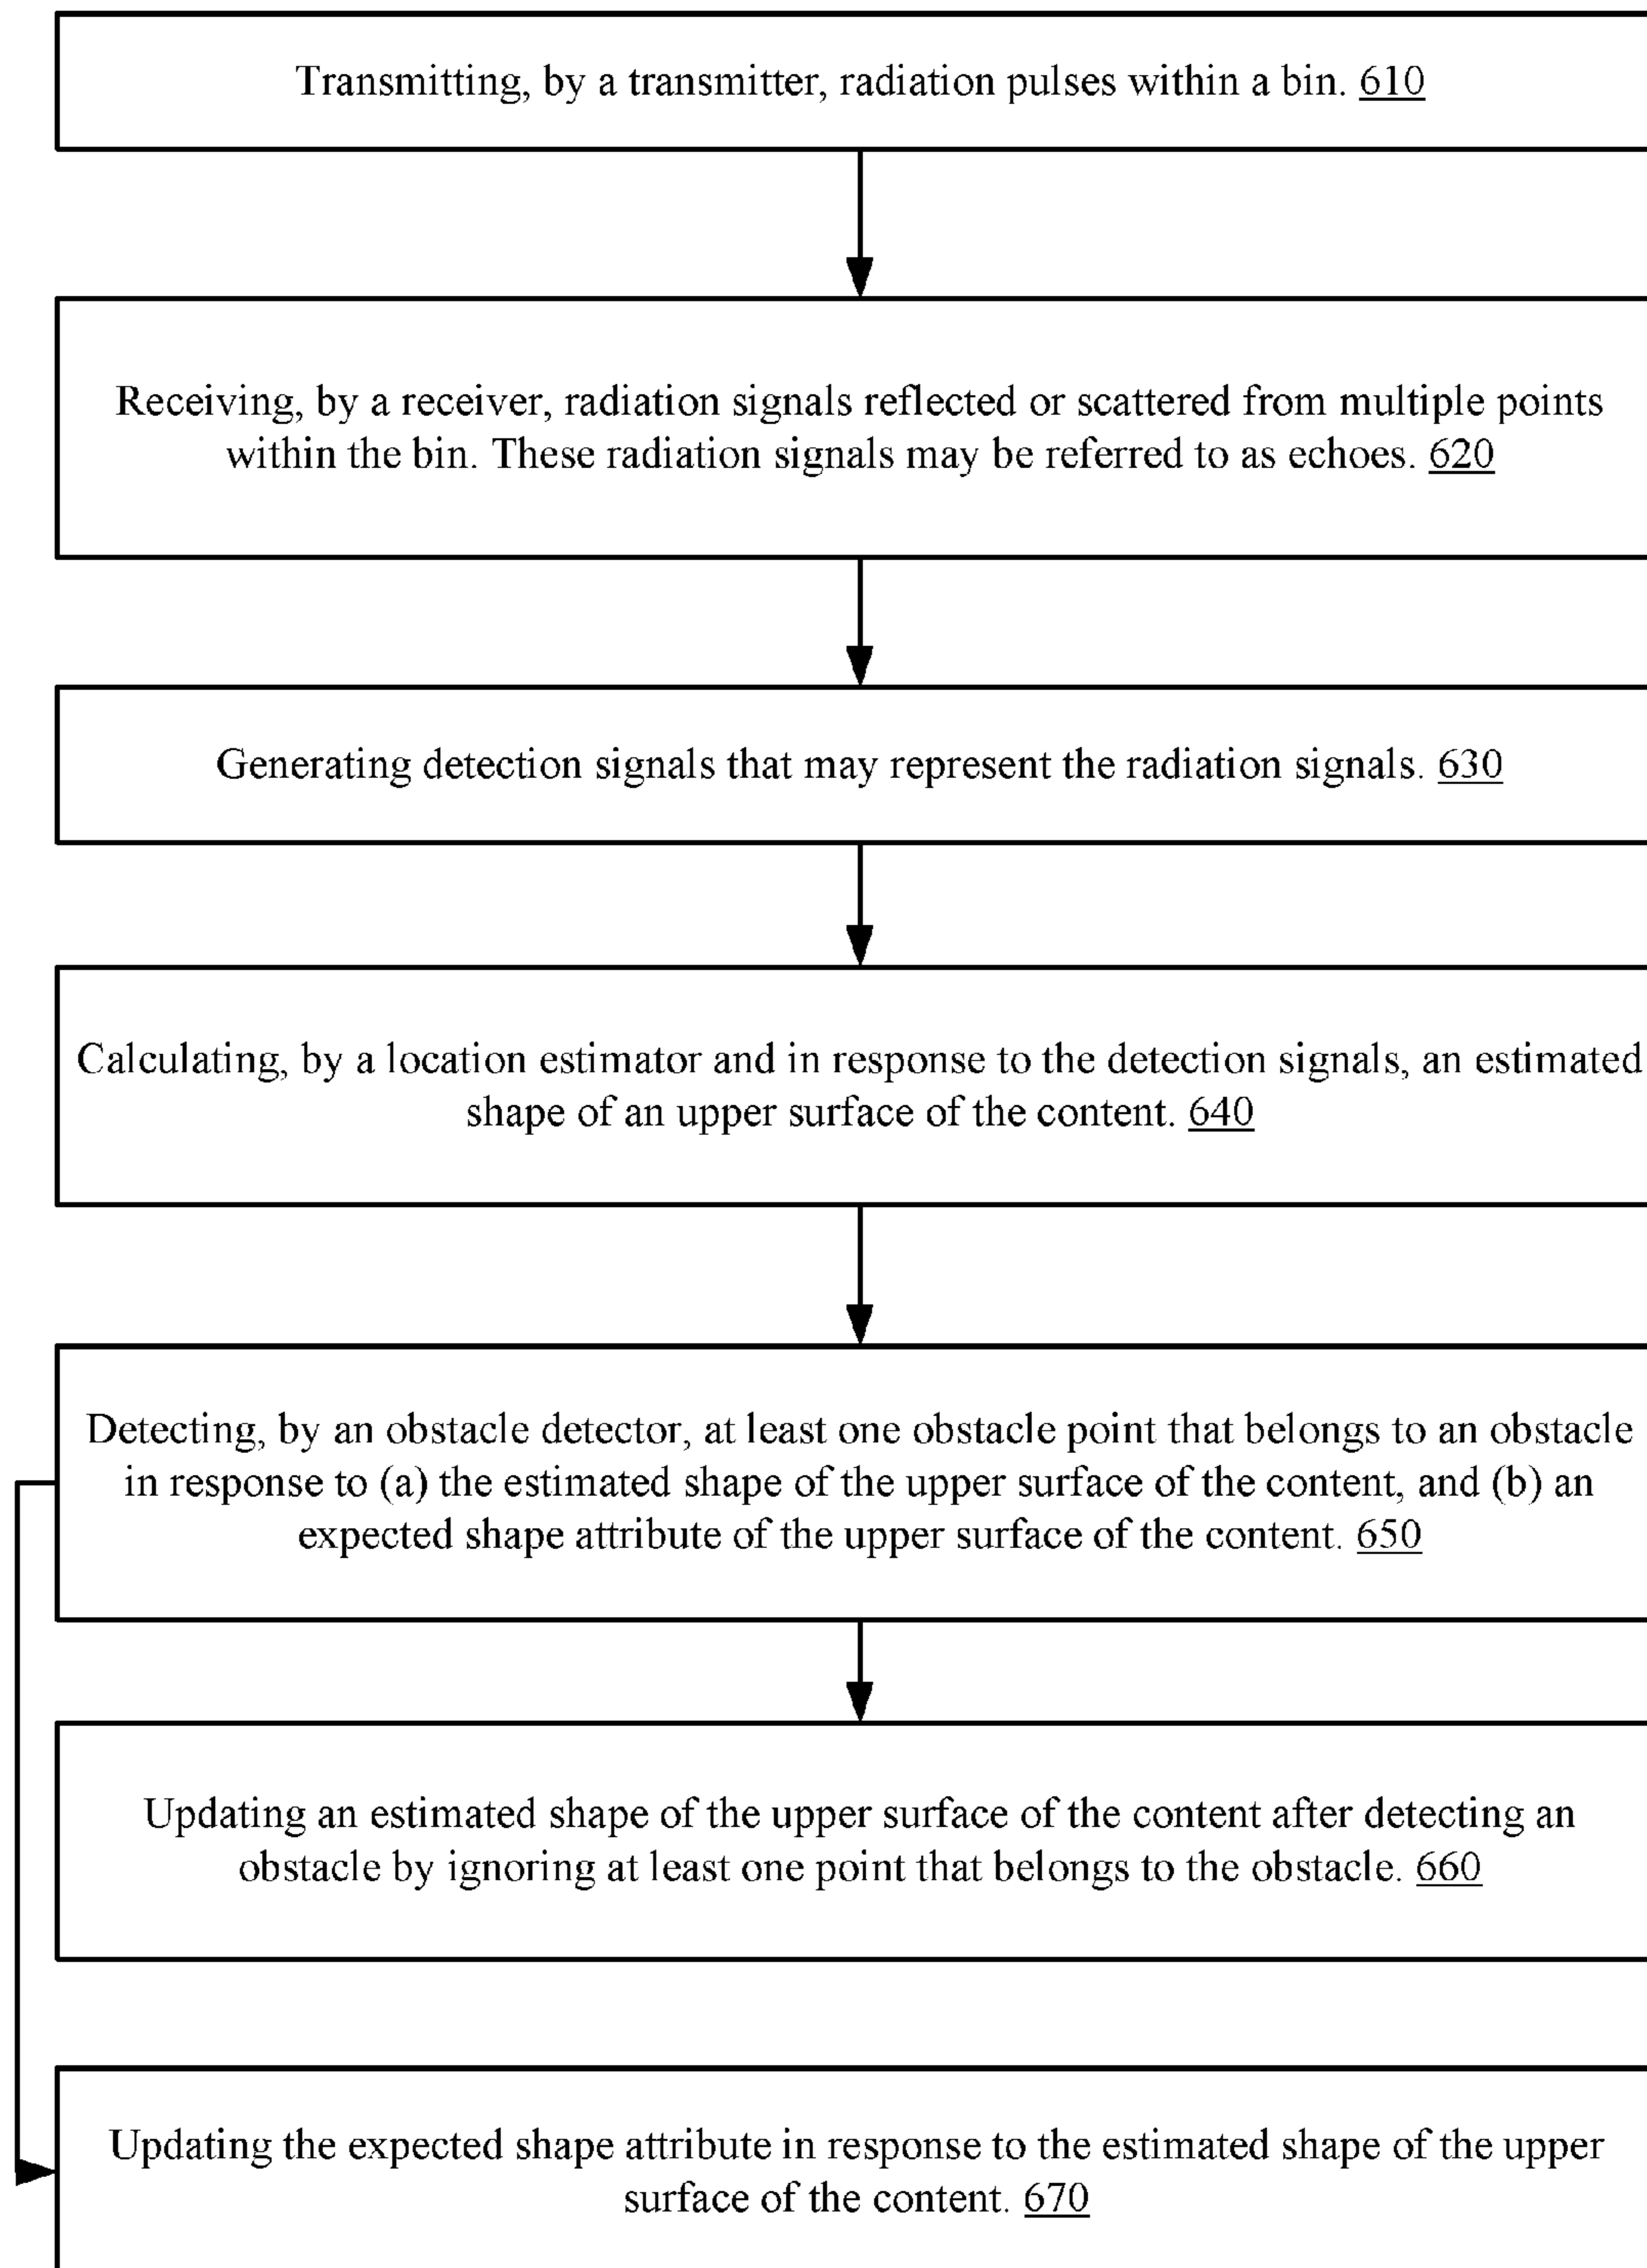 Transmitting, by a transmitter, radiation pulses within a bin. 610
Receiving, by a receiver, radiation signals reflected or scattered from multiple points
within the bin. These radiation signals may be referred to as echoes. 620
Generating detection signals that may represent the radiation signals. 630
Calculating, by a location estimator and in response to the detection signals, an estimated
shape of an upper surface of the content. 640
Detecting, by an obstacle detector, at least one obstacle point that belongs to an obstacle
in response to (a) the estimated shape of the upper surface of the content, and (b) an
expected shape attribute of the upper surface of the content. 650
Updating an estimated shape of the upper surface of the content after detecting an
obstacle by ignoring at least one point that belongs to the obstacle. 660
Updating the expected shape attribute in response to the estimated shape of the upper
surface of the content. 670